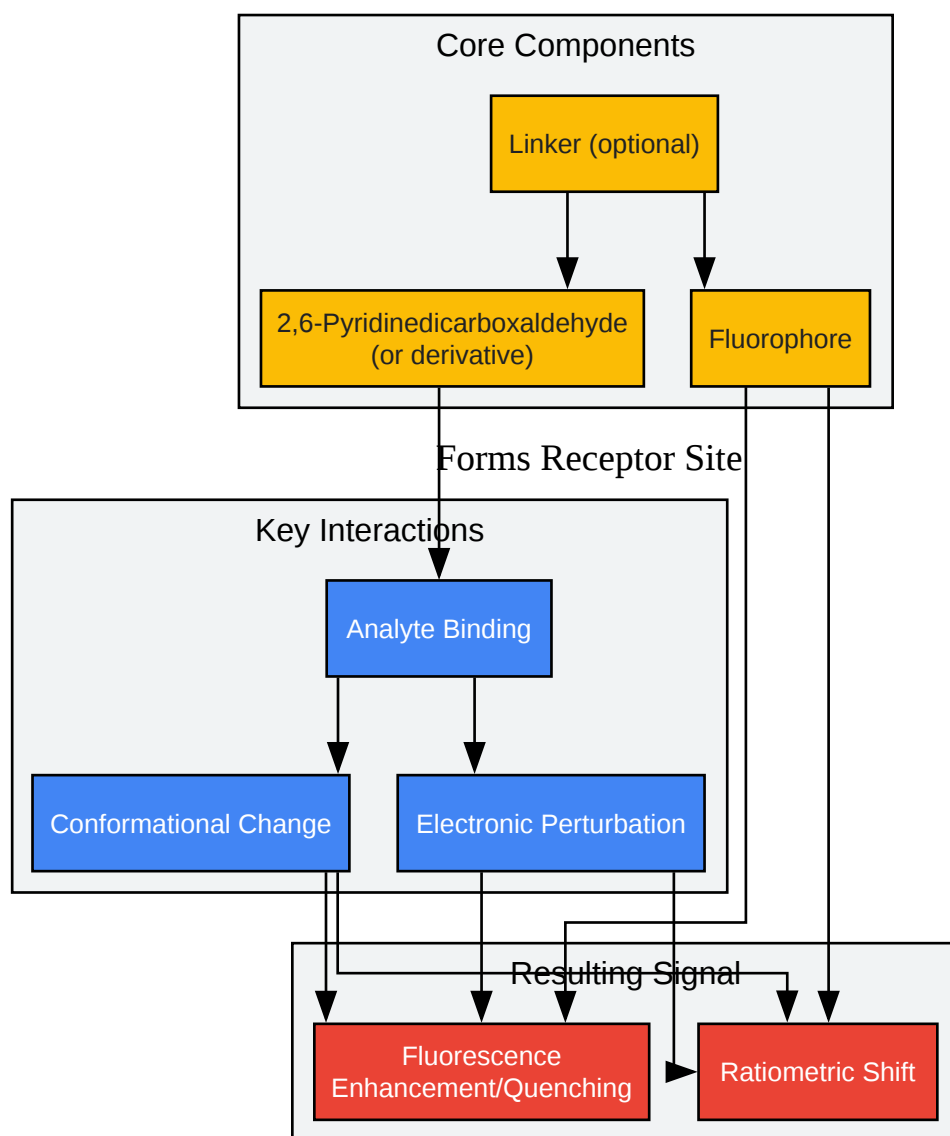 Core Components
Linker (optional)
2,6-Pyridinedicarboxaldehyde
(or derivative)
Fluorophore
Forms Receptor Site
Key Interactions
Analyte Binding
Conformational Change
Electronic Perturbation
Resulting Signal
Fluorescence
Enhancement/Quenching
Ratiometric Shift